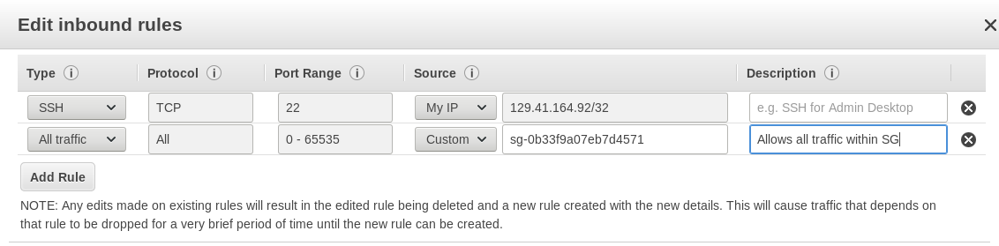 Edit inbound rules
Type Protocol Port Range Source Description
SSH TCP 22 My IP 129.41.164.92/32 e.g. SSH for Admin Desktop
All traffic All 0 - 65535 Custom sg-0b33f9a07eb7d4571 Allows all traffic within SG
Add Rule
NOTE: Any edits made on existing rules will result in the edited rule being deleted and a new rule created with the new details. This will cause traffic that depends on
that rule to be dropped for a very brief period of time until the new rule can be created.